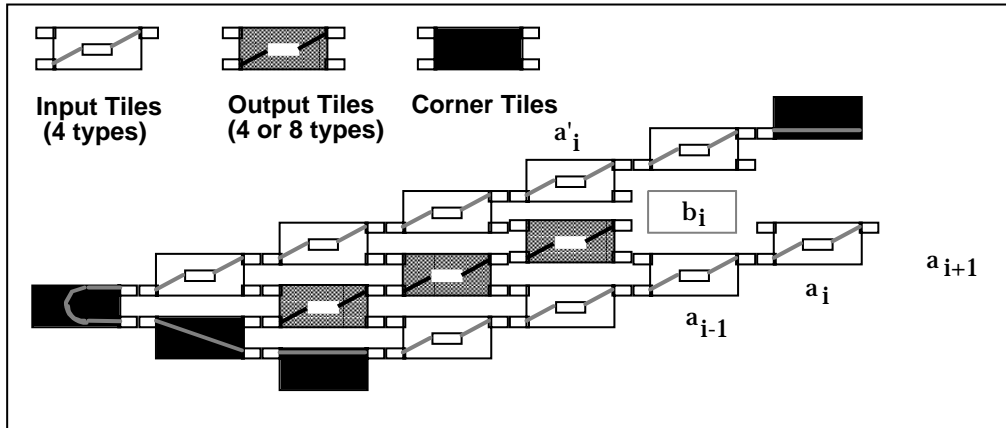 Input Tiles
(4 types)
Output Tiles
(4 or 8 types)
Corner Tiles
a'i
bi
ai+1
ai
ai-1